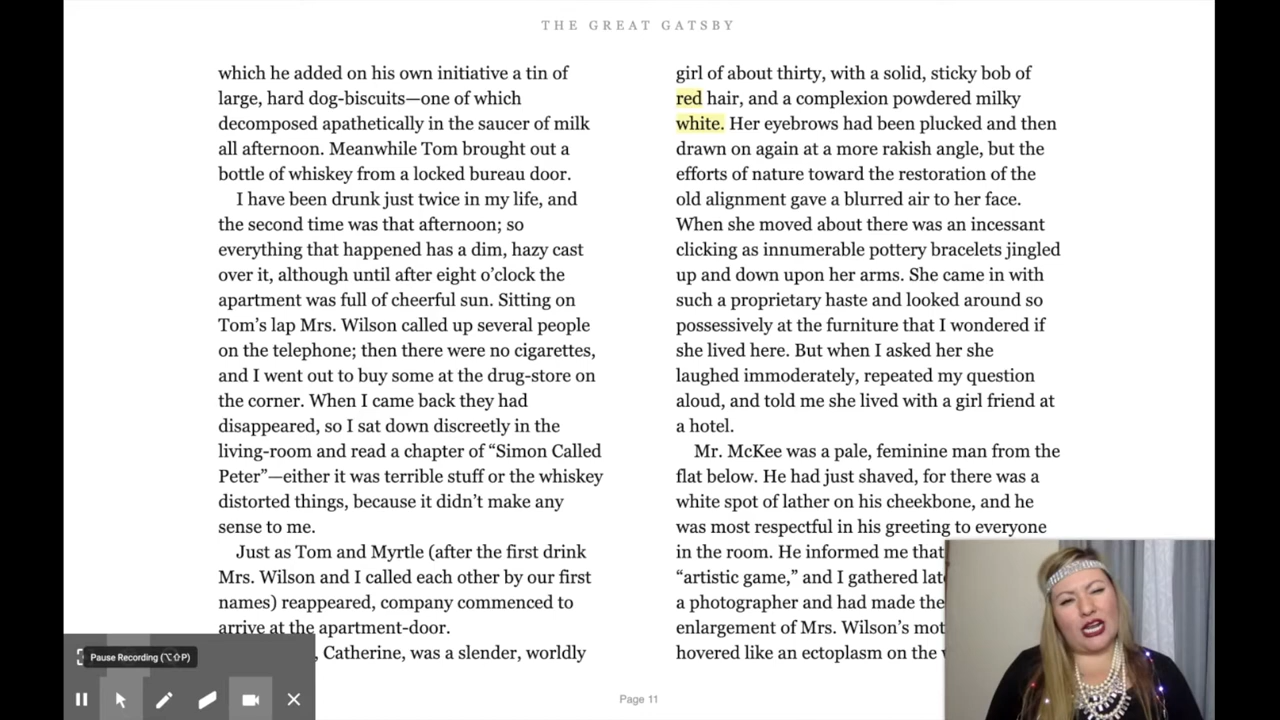 THE GREAT GATSBY
which he added on his own initiative a tin of
large, hard dog-biscuits—one of which
decomposed apathetically in the saucer of milk
all afternoon. Meanwhile Tom brought out a
bottle of whiskey from a locked bureau door.
I have been drunk just twice in my life, and
the second time was that afternoon; so
everything that happened has a dim, hazy cast
over it, although until after eight o’clock the
apartment was full of cheerful sun. Sitting on
Tom’s lap Mrs. Wilson called up several people
on the telephone; then there were no cigarettes,
and I went out to buy some at the drug-store on
the corner. When I came back they had
disappeared, so I sat down discreetly in the
living-room and read a chapter of “Simon Called
Peter”—either it was terrible stuff or the whiskey
distorted things, because it didn’t make any
sense to me.
Just as Tom and Myrtle (after the first drink
Mrs. Wilson and I called each other by our first
names) reappeared, company commenced to
arrive at the apartment-door.
, Catherine, was a slender, worldly
girl of about thirty, with a solid, sticky bob of
red hair, and a complexion powdered milky
white. Her eyebrows had been plucked and then
drawn on again at a more rakish angle, but the
efforts of nature toward the restoration of the
old alignment gave a blurred air to her face.
When she moved about there was an incessant
clicking as innumerable pottery bracelets jingled
up and down upon her arms. She came in with
such a proprietary haste and looked around so
possessively at the furniture that I wondered if
she lived here. But when I asked her she
laughed immoderately, repeated my question
aloud, and told me she lived with a girl friend at
a hotel.
Mr. McKee was a pale, feminine man from the
flat below. He had just shaved, for there was a
white spot of lather on his cheekbone, and he
was most respectful in his greeting to everyone
in the room. He informed me that
“artistic game,” and I gathered
a photographer and had made the
enlargement of Mrs. Wilson’s
hovered like an ectoplasm on the
Pause Recording (⌥⇧P)
Page 11